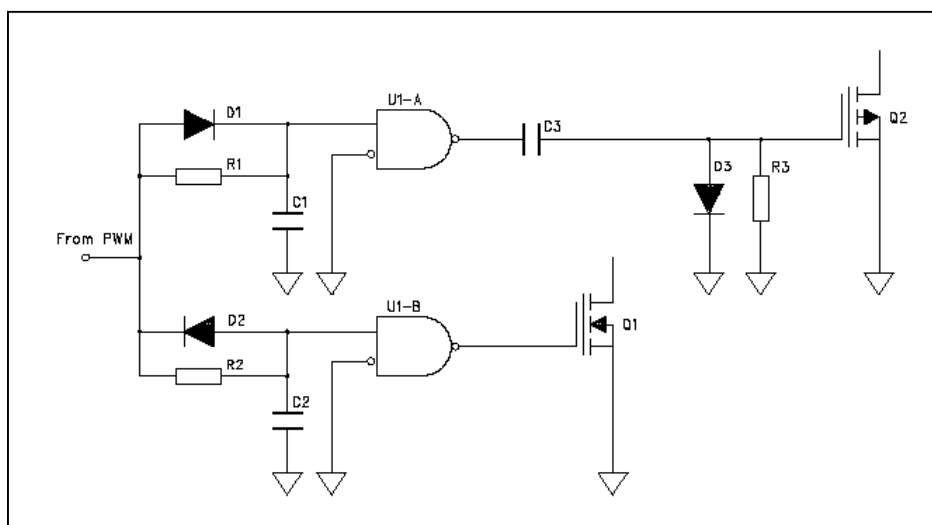 D1
U1-A
C3
Q2
R1
D3
R3
C1
From PWM
U1-B
D2
Q1
R2
C2